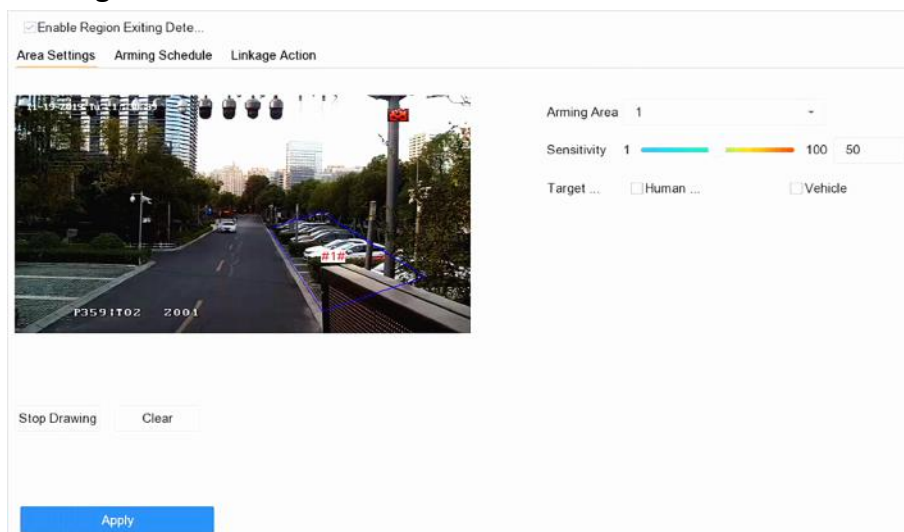 Enable Region Exiting Dete...
Area Settings Arming Schedule Linkage Action
Arming Area 1
Sensitivity 1 100 50
Target ... Human ... Vehicle
#1#
2001
Stop Drawing Clear
Apply